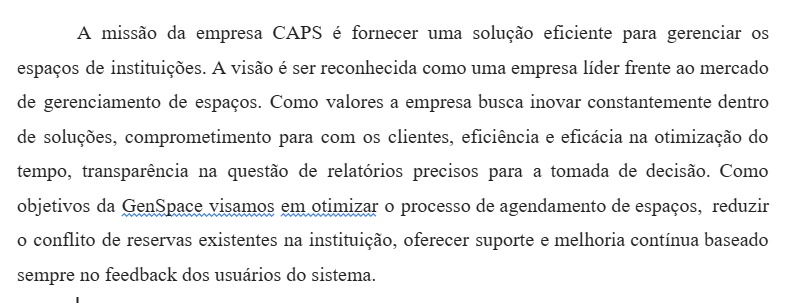 A missão da empresa CAPS é fornecer uma solução eficiente para gerenciar os
espaços de instituições. A visão é ser reconhecida como uma empresa líder frente ao mercado
de gerenciamento de espaços. Como valores a empresa busca inovar constantemente dentro
de soluções, comprometimento para com os clientes, eficiência e eficácia na otimização do
tempo, transparência na questão de relatórios precisos para a tomada de decisão. Como
objetivos da GenSpace visamos em otimizar o processo de agendamento de espaços,  reduzir
o conflito de reservas existentes na instituição, oferecer suporte e melhoria contínua baseado
sempre no feedback dos usuários do sistema.